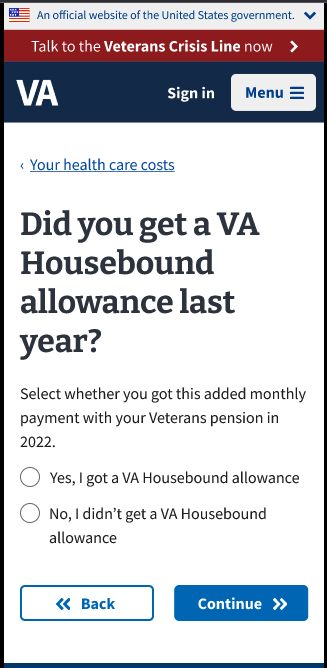 An official website of the United States government.
Talk to the Veterans Crisis Line now
VA
Sign in
Menu
‹ Your health care costs
Did you get a VA
Housebound
allowance last
year?
Select whether you got this added monthly
payment with your Veterans pension in
2022.
Yes, I got a VA Housebound allowance
No, I didn’t get a VA Housebound
allowance
Back
Continue